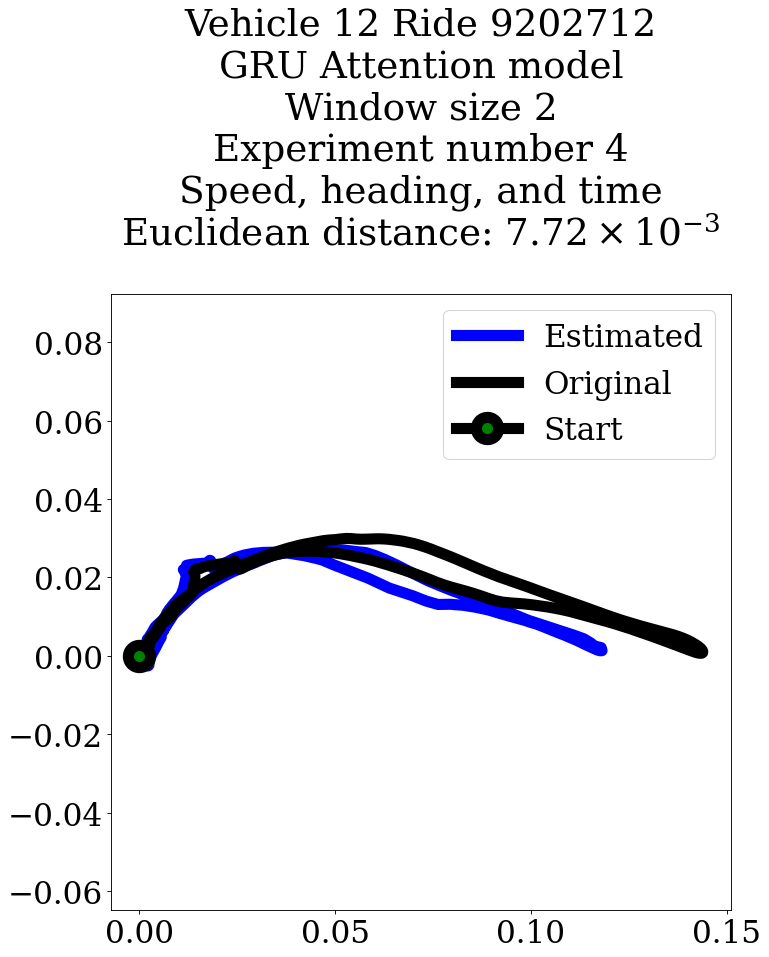 Vehicle 12 Ride 9202712
GRU Attention model
Window size 2
Experiment number 4
Speed, heading, and time
Euclidean distance: 7.72 × 10⁻³
Estimated
Original
Start
0.08
0.06
0.04
0.02
0.00
−0.02
−0.04
−0.06
0.00 0.05 0.10 0.15